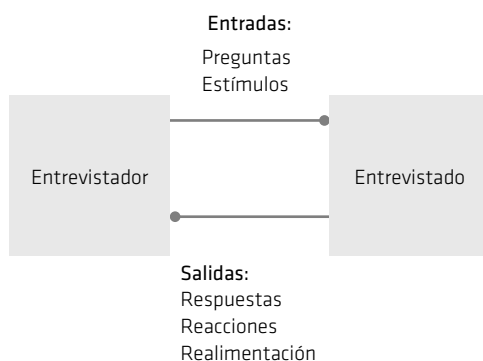 Entradas:
Preguntas
Estímulos
Entrevistador
Entrevistado
Salidas:
Respuestas
Reacciones
Realimentación